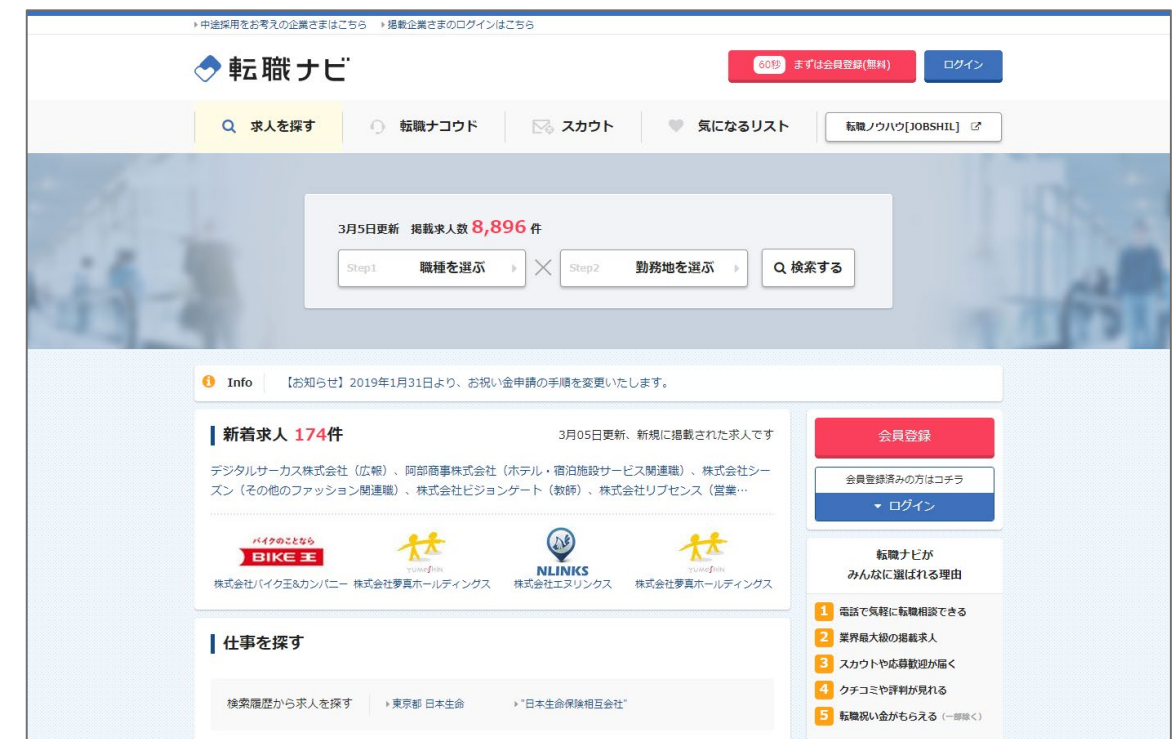 中途採用をお考えの企業さまはこちら 掲載企業さまのログインはこちら
転職ナビ
60秒 まずは会員登録(無料) ログイン
求人を探す 転職ナコウド スカウト 気になるリスト 転職ノウハウ[JOBSHIL]
3月5日更新 掲載求人数 8,896 件
Step1 職種を選ぶ Step2 勤務地を選ぶ 検索する
Info 【お知らせ】2019年1月31日より、お祝い金申請の手順を変更いたします。
新着求人 174件 3月05日更新、新規に掲載された求人です
デジタルサーカス株式会社（広報）、阿部商事株式会社（ホテル・宿泊施設サービス関連職）、株式会社シー
ズン（その他のファッション関連職）、株式会社ビジョンゲート（教師）、株式会社リブセンス（営業…
バイクのことなら
BIKE王
YUMESHIN
NLINKS
YUMESHIN
株式会社バイク王&カンパニー 株式会社夢真ホールディングス 株式会社エヌリンクス 株式会社夢真ホールディングス
仕事を探す
検索履歴から求人を探す 東京都 日本生命 "日本生命保険相互会社"
会員登録
会員登録済みの方はコチラ
ログイン
転職ナビが
みんなに選ばれる理由
1 電話で気軽に転職相談できる
2 業界最大級の掲載求人
3 スカウトや応募歓迎が届く
4 クチコミや評判が見れる
5 転職祝い金がもらえる（一部除く）